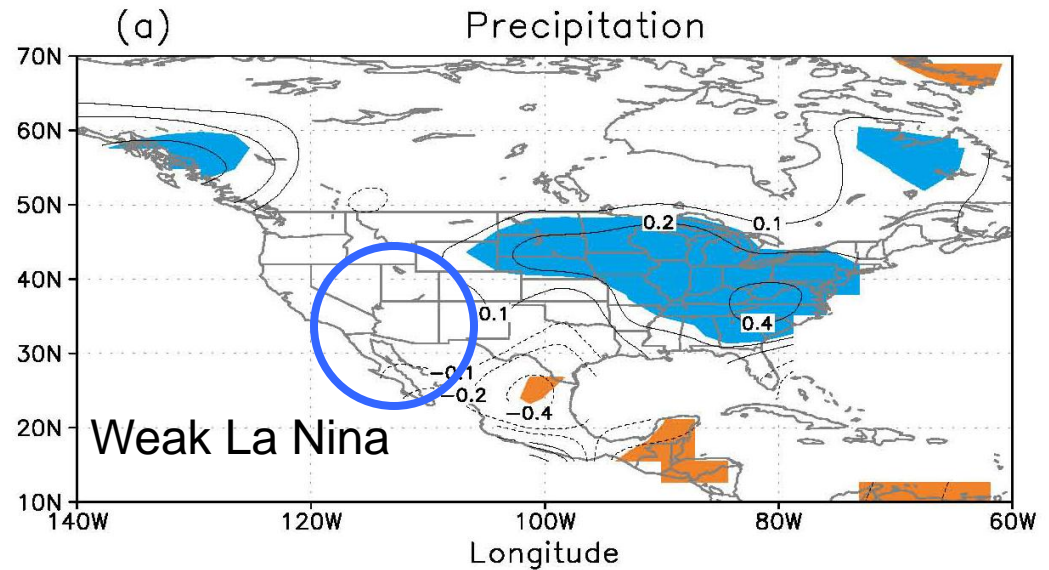 (a) Precipitation
70N
60N
50N
0.2 0.1
40N
0.1
0.4
30N
-0.1
-0.2
-0.4
20N
Weak La Nina
10N
140W 120W 100W 80W 60W
Longitude